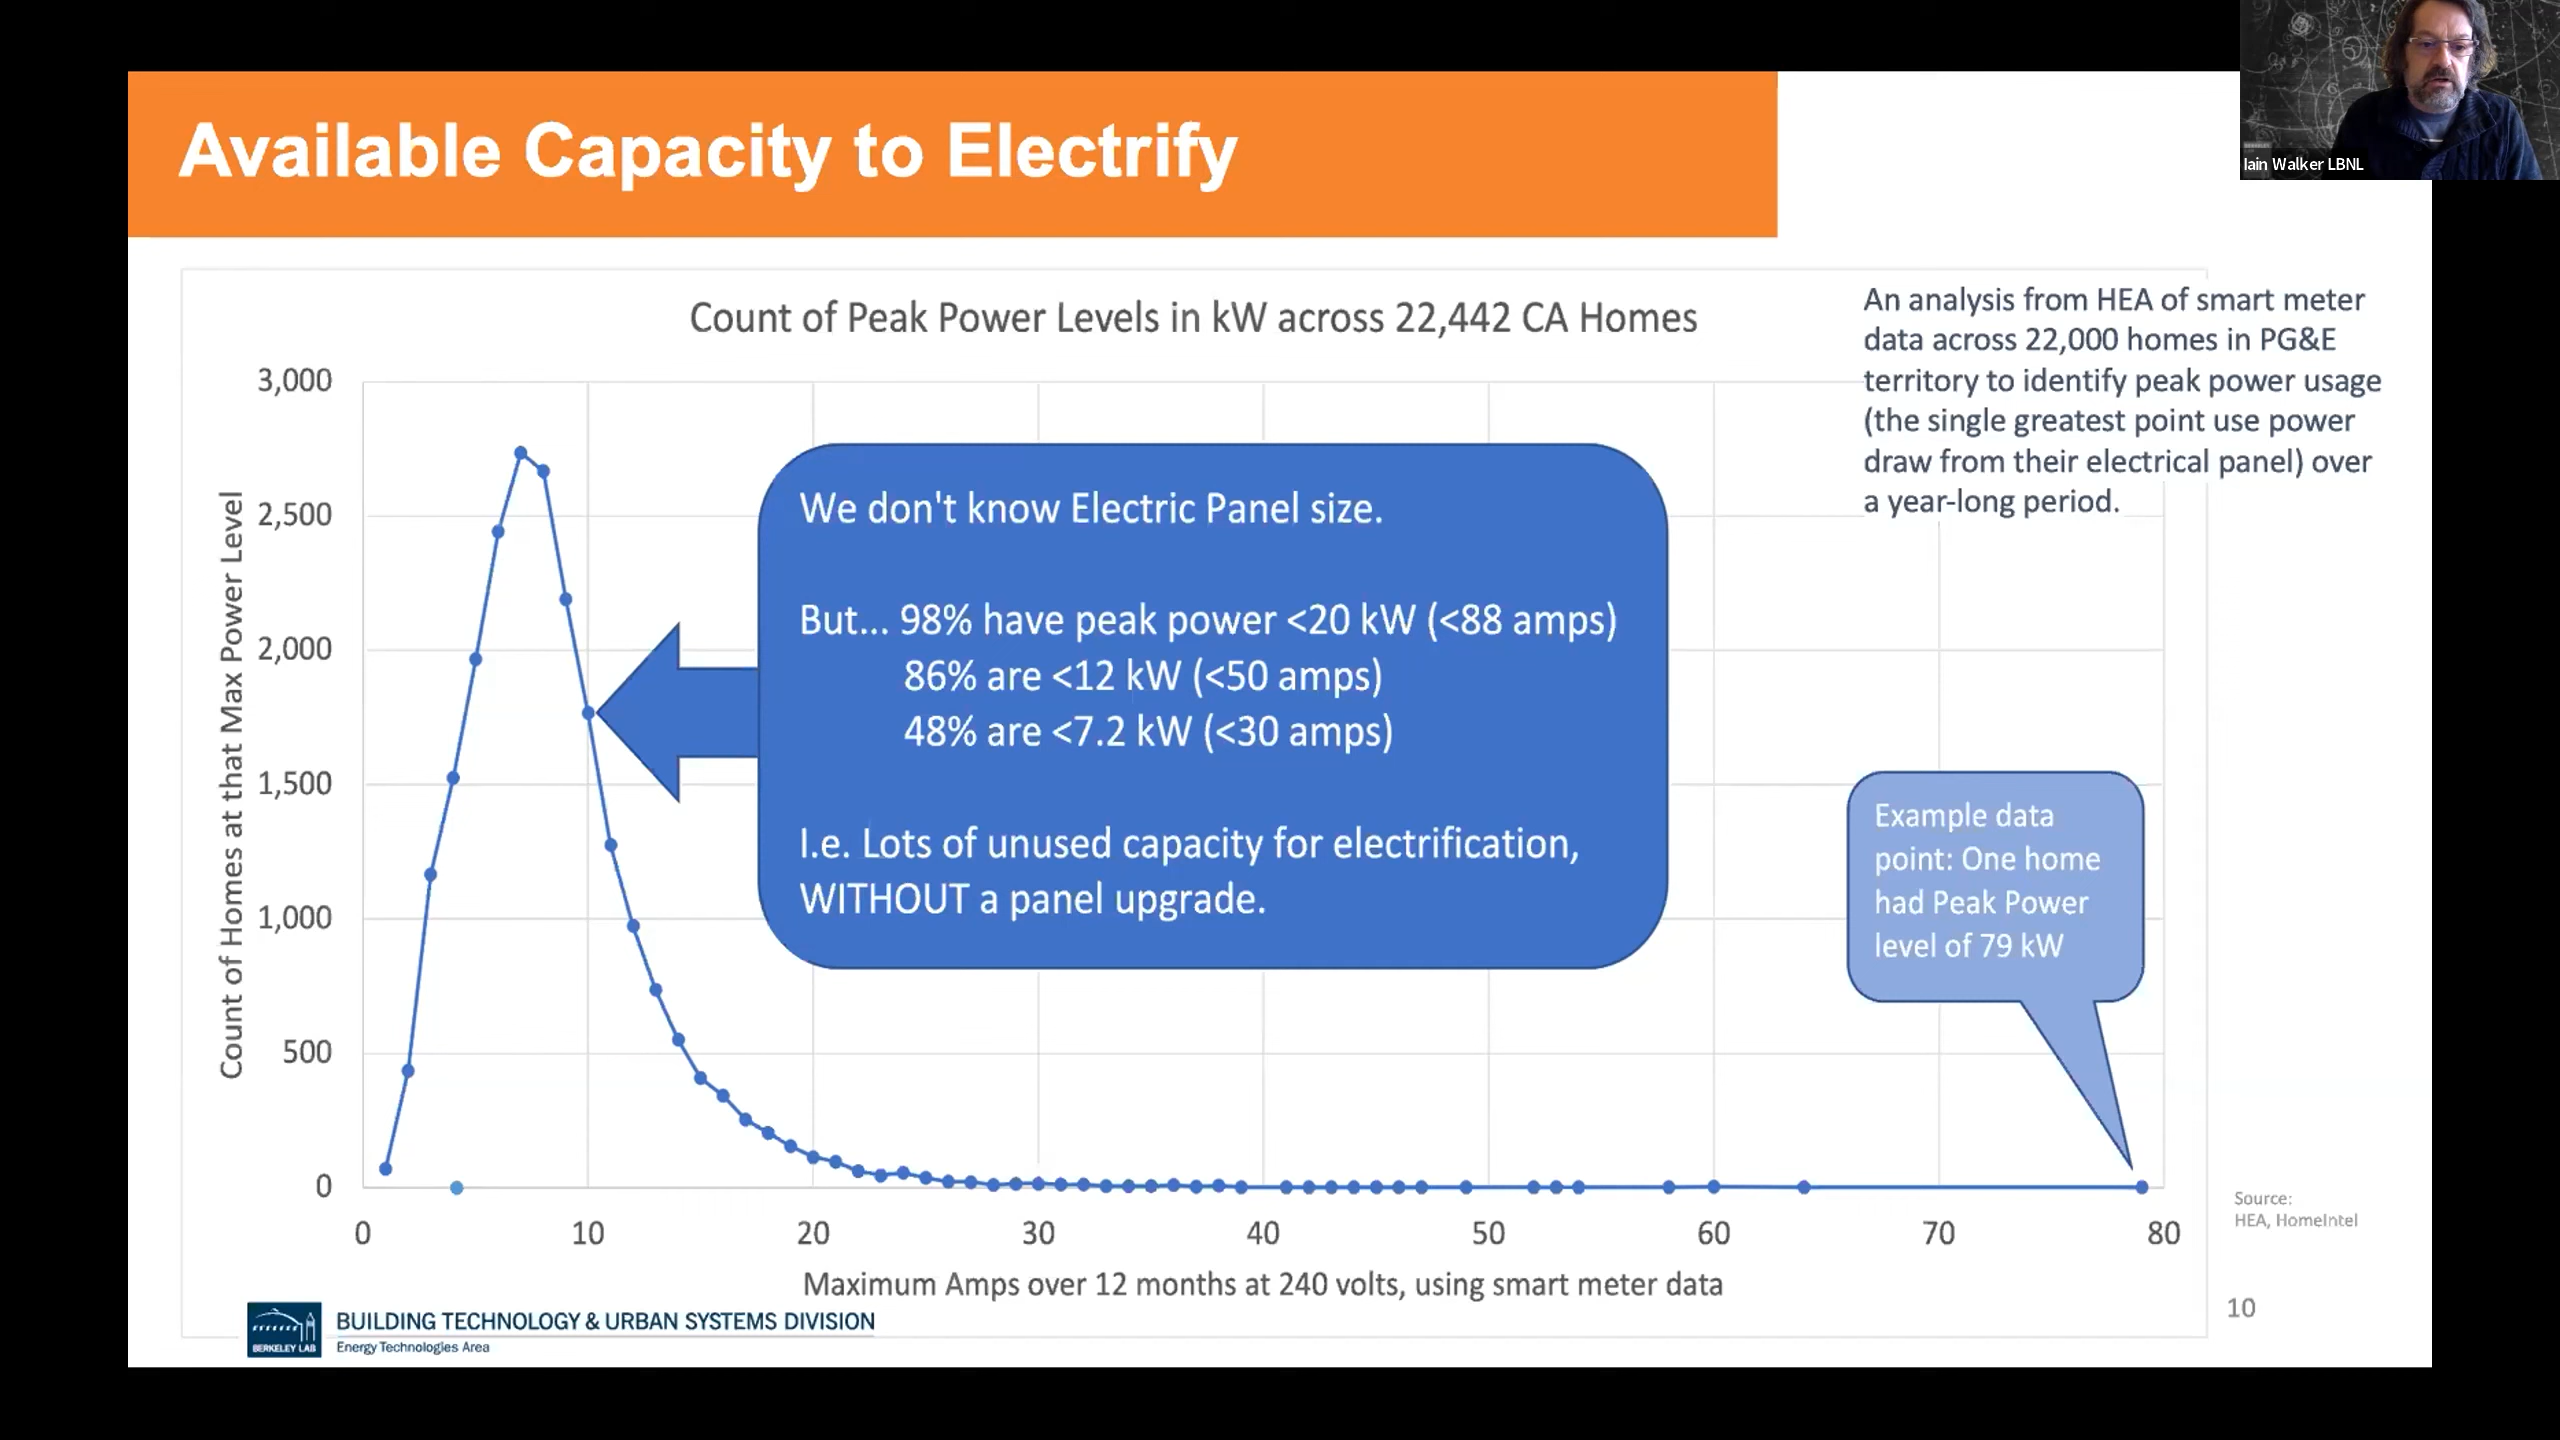 Available Capacity to Electrify
Iain Walker LBNL
Count of Peak Power Levels in kW across 22,442 CA Homes
An analysis from HEA of smart meter
data across 22,000 homes in PG&E
territory to identify peak power usage
(the single greatest point use power
draw from their electrical panel) over
a year-long period.
Count of Homes at that Max Power Level
3,000
2,500
2,000
1,500
1,000
500
0
We don't know Electric Panel size.
But... 98% have peak power <20 kW (<88 amps)
86% are <12 kW (<50 amps)
48% are <7.2 kW (<30 amps)
I.e. Lots of unused capacity for electrification,
WITHOUT a panel upgrade.
Example data
point: One home
had Peak Power
level of 79 kW
0 10 20 30 40 50 60 70 80
Maximum Amps over 12 months at 240 volts, using smart meter data
Source:
HEA, HomeIntel
BERKELEY LAB
BUILDING TECHNOLOGY & URBAN SYSTEMS DIVISION
Energy Technologies Area
10